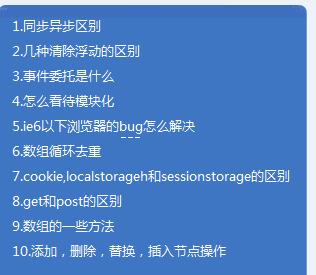 1.同步异步区别
2.几种清除浮动的区别
3.事件委托是什么
4.怎么看待模块化
5.ie6以下浏览器的bug怎么解决
6.数组循环去重
7.cookie,localstorageh和sessionstorage的区别
8.get和post的区别
9.数组的一些方法
10.添加，删除，替换，插入节点操作